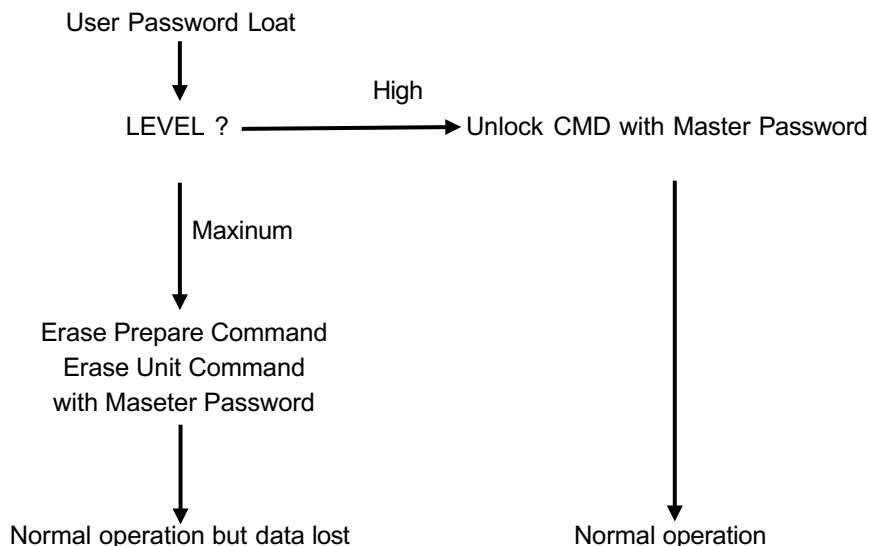 User Password Loat
High
LEVEL ?
Unlock CMD with Master Password
Maxinum
Erase Prepare Command
Erase Unit Command
with Maseter Password
Normal operation but data lost
Normal operation